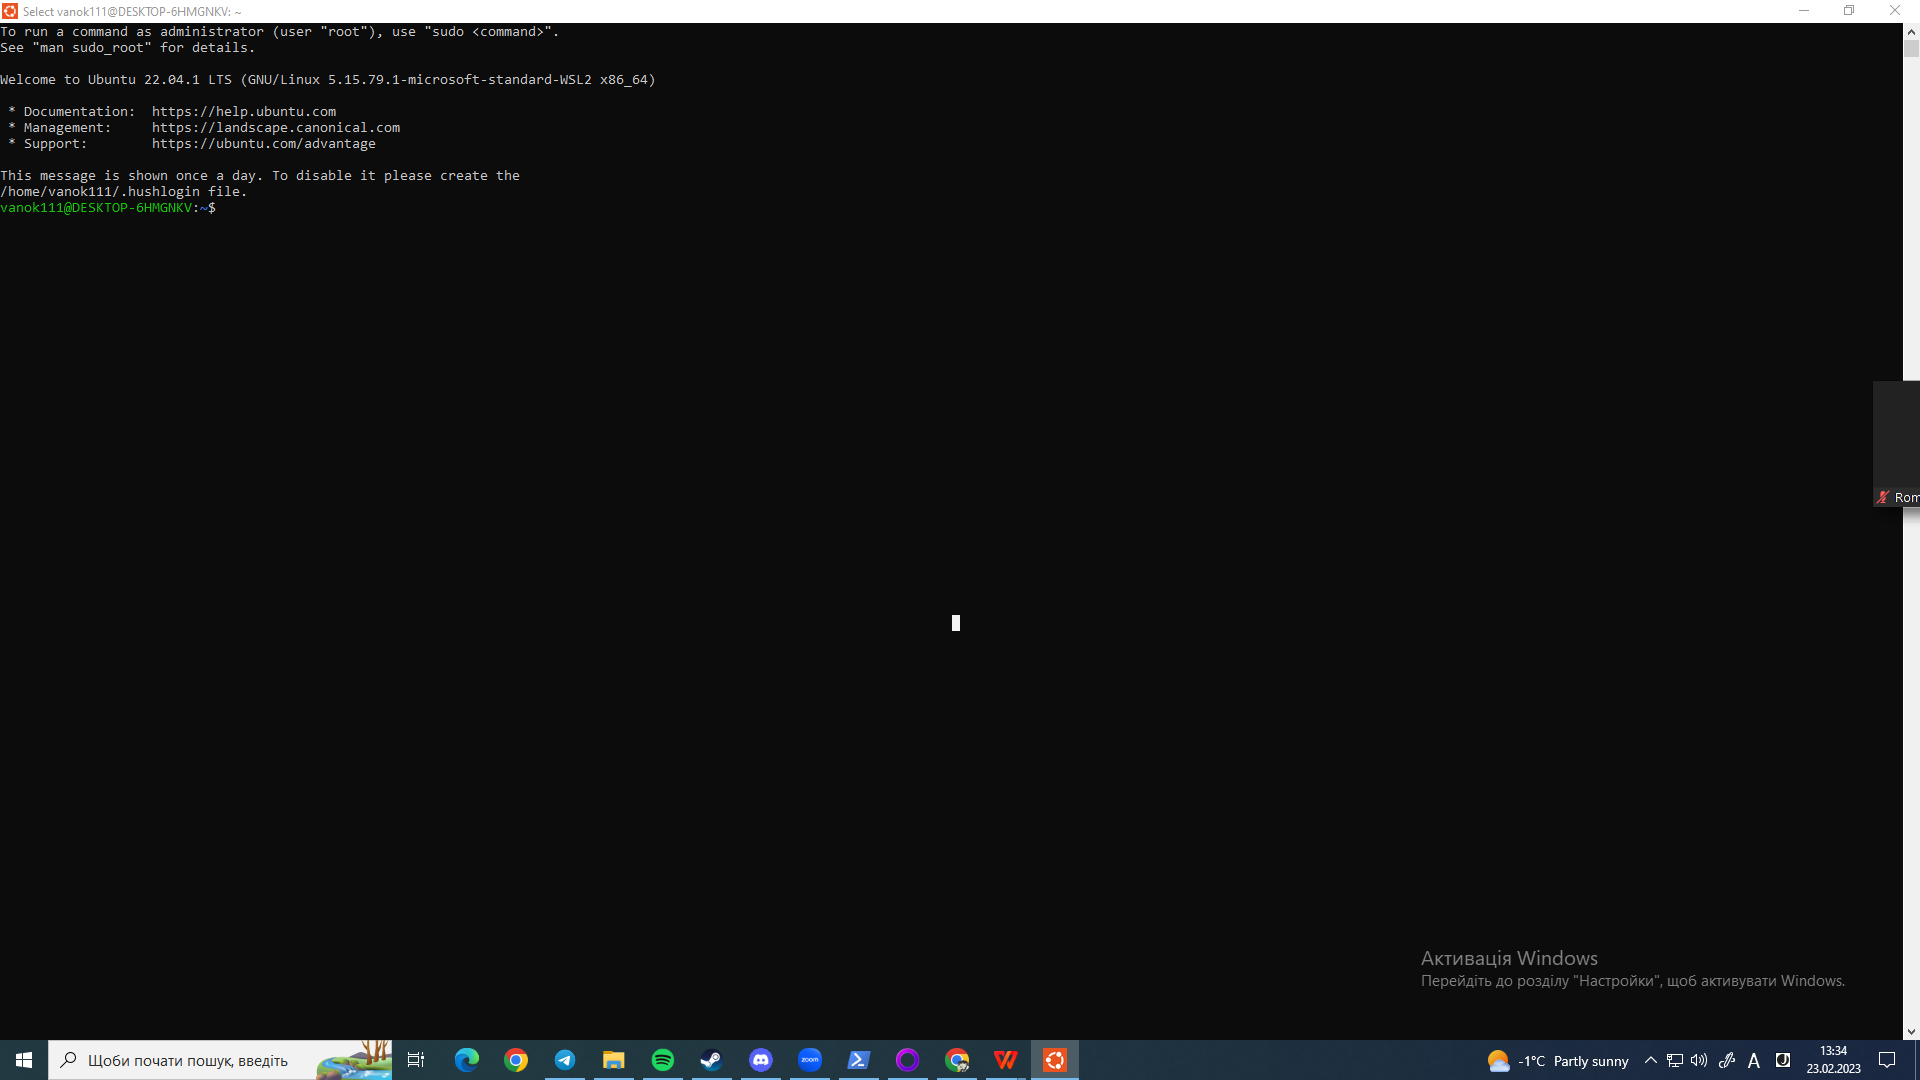 Select vanok111@DESKTOP-6HMGNKV: ~
To run a command as administrator (user "root"), use "sudo <command>".
See "man sudo_root" for details.
Welcome to Ubuntu 22.04.1 LTS (GNU/Linux 5.15.79.1-microsoft-standard-WSL2 x86_64)
* Documentation:  https://help.ubuntu.com
* Management:     https://landscape.canonical.com
* Support:        https://ubuntu.com/advantage
This message is shown once a day. To disable it please create the
/home/vanok111/.hushlogin file.
vanok111@DESKTOP-6HMGNKV:~$
Rom
Активація Windows
Перейдіть до розділу "Настройки", щоб активувати Windows.
Щоби почати пошук, введіть
zoom
-1°C Partly sunny
A
13:34
23.02.2023